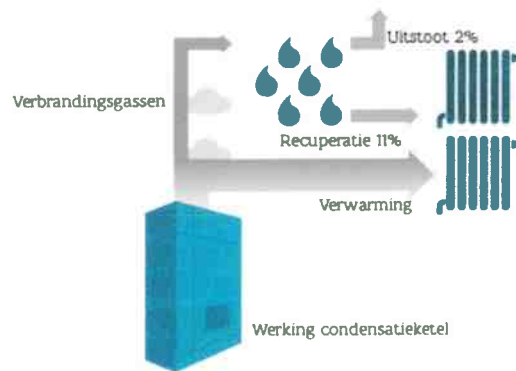 Uitstoot 2%
Verbrandingsgassen
Recuperatie 11%
Verwarming
Werking condensatieketel